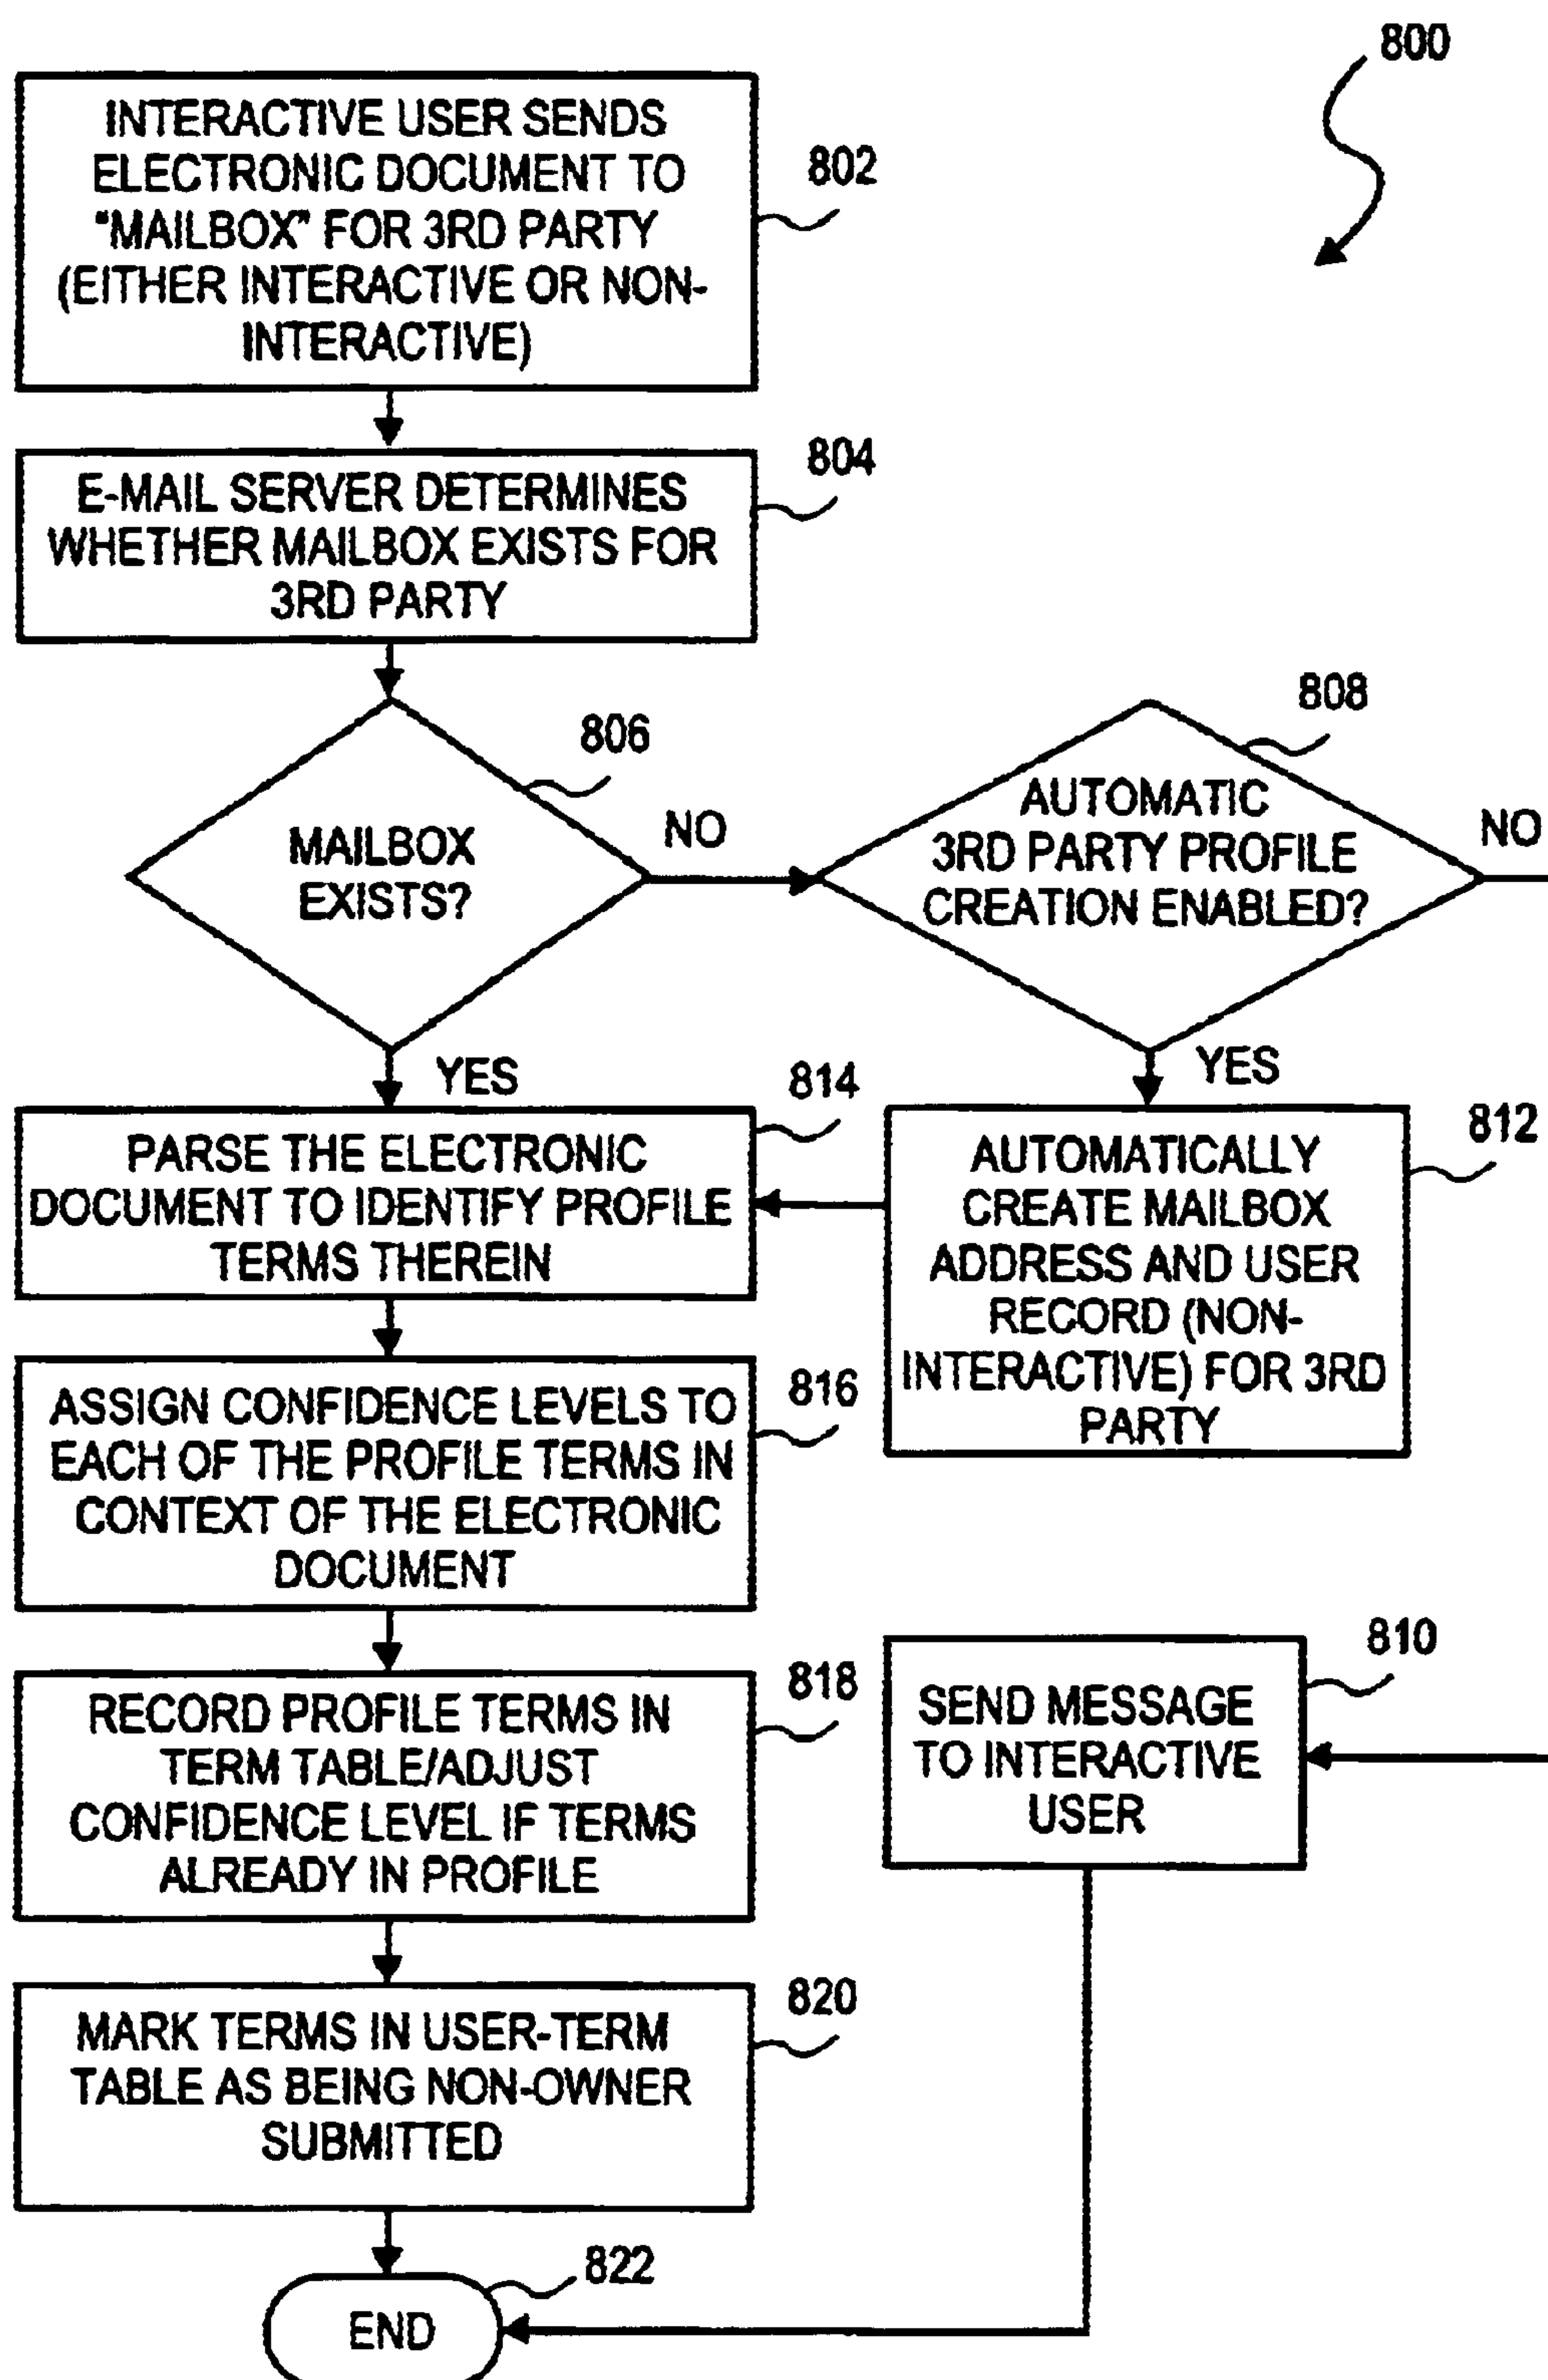 800
INTERACTIVE USER SENDS
ELECTRONIC DOCUMENT TO
"MAILBOX" FOR 3RD PARTY
(EITHER INTERACTIVE OR NON-
INTERACTIVE)
802
E-MAIL SERVER DETERMINES
WHETHER MAILBOX EXISTS FOR
3RD PARTY
804
MAILBOX
EXISTS?
806
NO
YES
AUTOMATIC
3RD PARTY PROFILE
CREATION ENABLED?
808
NO
YES
PARSE THE ELECTRONIC
DOCUMENT TO IDENTIFY PROFILE
TERMS THEREIN
814
AUTOMATICALLY
CREATE MAILBOX
ADDRESS AND USER
RECORD (NON-
INTERACTIVE) FOR 3RD
PARTY
812
ASSIGN CONFIDENCE LEVELS TO
EACH OF THE PROFILE TERMS IN
CONTEXT OF THE ELECTRONIC
DOCUMENT
816
RECORD PROFILE TERMS IN
TERM TABLE/ADJUST
CONFIDENCE LEVEL IF TERMS
ALREADY IN PROFILE
818
SEND MESSAGE
TO INTERACTIVE
USER
810
MARK TERMS IN USER-TERM
TABLE AS BEING NON-OWNER
SUBMITTED
820
END
822